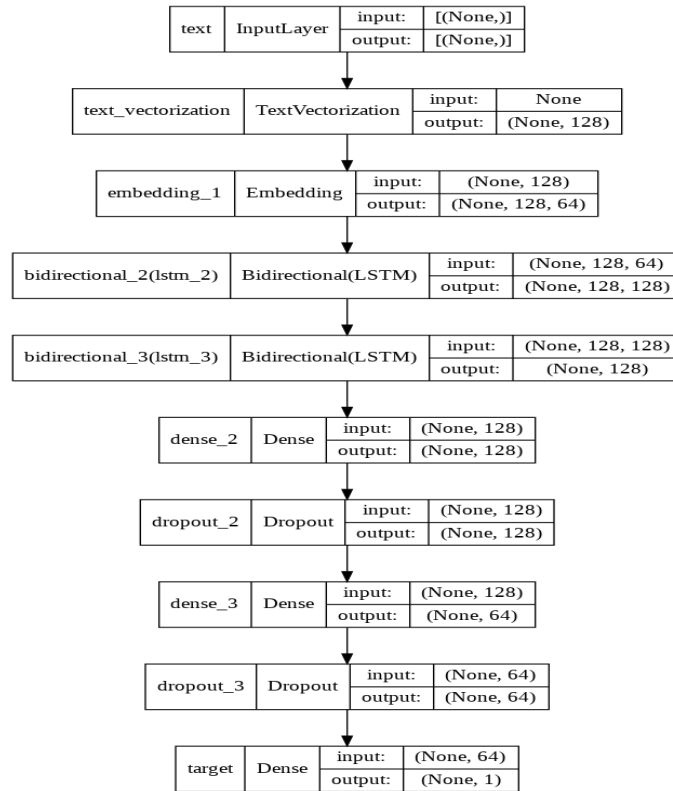 text InputLayer input: [(None,)]
output: [(None,)]
text_vectorization TextVectorization input: None
output: (None, 128)
embedding_1 Embedding input: (None, 128)
output: (None, 128, 64)
bidirectional_2(lstm_2) Bidirectional(LSTM) input: (None, 128, 64)
output: (None, 128, 128)
bidirectional_3(lstm_3) Bidirectional(LSTM) input: (None, 128, 128)
output: (None, 128)
dense_2 Dense input: (None, 128)
output: (None, 128)
dropout_2 Dropout input: (None, 128)
output: (None, 128)
dense_3 Dense input: (None, 128)
output: (None, 64)
dropout_3 Dropout input: (None, 64)
output: (None, 64)
target Dense input: (None, 64)
output: (None, 1)